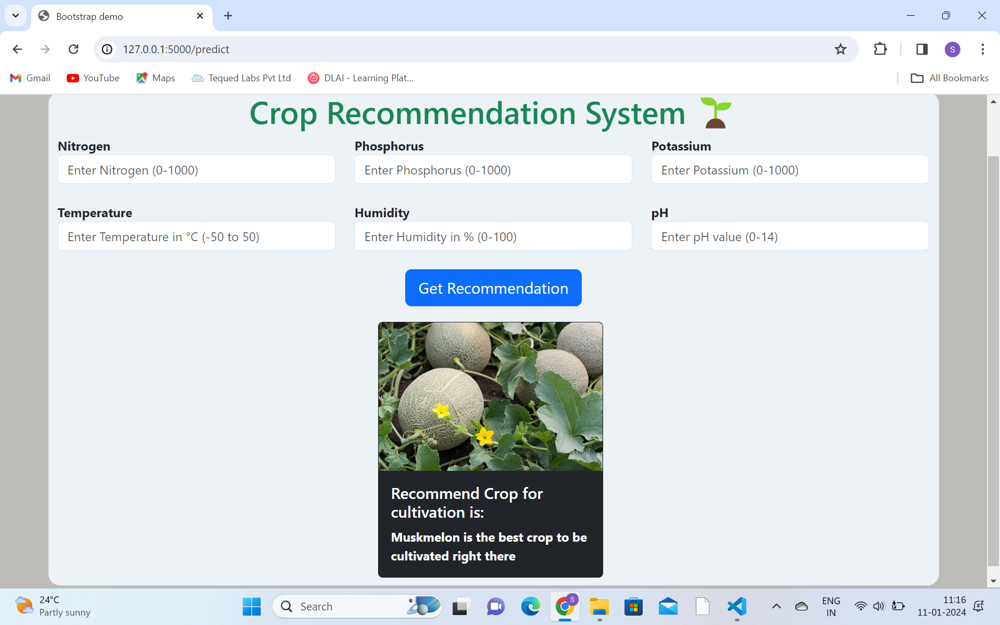 Bootstrap demo
127.0.0.1:5000/predict
S
Gmail
YouTube
Maps
Tequed Labs Pvt Ltd
DLAI - Learning Plat...
All Bookmarks
Crop Recommendation System
Nitrogen
Phosphorus
Potassium
Enter Nitrogen (0-1000)
Enter Phosphorus (0-1000)
Enter Potassium (0-1000)
Temperature
Humidity
pH
Enter Temperature in °C (-50 to 50)
Enter Humidity in % (0-100)
Enter pH value (0-14)
Get Recommendation
Recommend Crop for
cultivation is:
Muskmelon is the best crop to be
cultivated right there
24°C
Partly sunny
Search
S
ENG
IN
11:16
11-01-2024